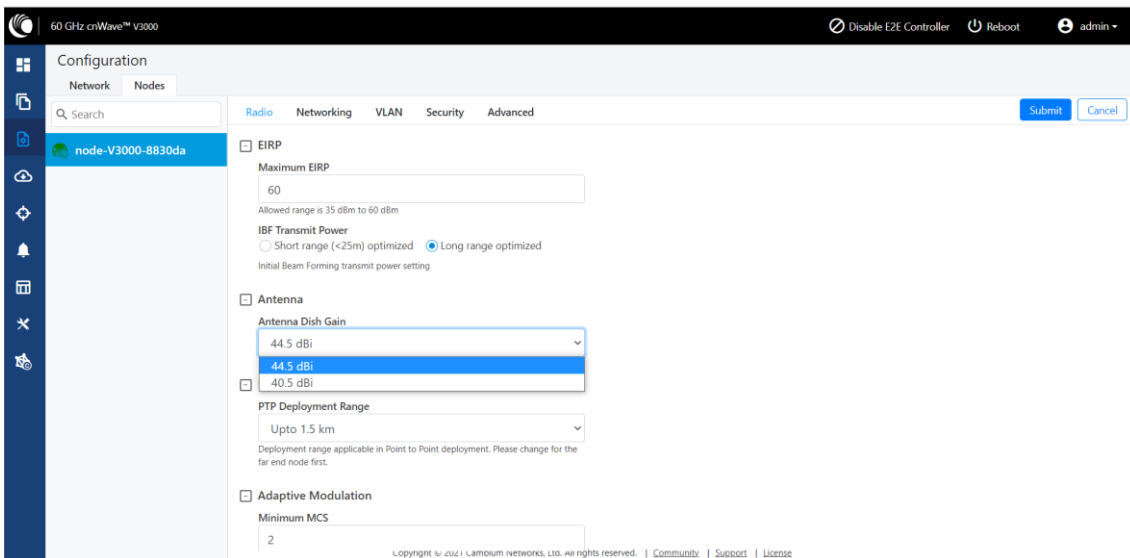 60 GHz cnWave™ V3000
Disable E2E Controller
Reboot
admin
Configuration
Network Nodes
Search
node-V3000-8830da
Radio Networking VLAN Security Advanced
Submit Cancel
EIRP
Maximum EIRP
60
Allowed range is 35 dBm to 60 dBm
IBF Transmit Power
Short range (<25m) optimized Long range optimized
Initial Beam Forming transmit power setting
Antenna
Antenna Dish Gain
44.5 dBi
44.5 dBi
40.5 dBi
PTP Deployment Range
Upto 1.5 km
Deployment range applicable in Point to Point deployment. Please change for the
far end node first.
Adaptive Modulation
Minimum MCS
2
Copyright © 2021 Cambium Networks, Ltd. All rights reserved. | Community | Support | License